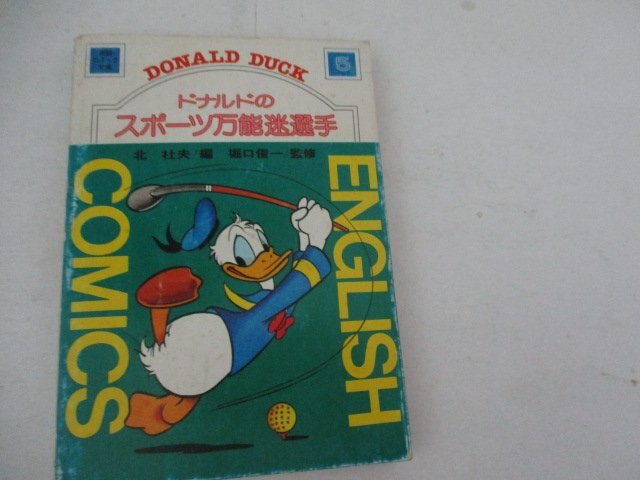 DONALD DUCK
5
ドナルドの
スポーツ万能迷選手
北 杜夫/編 堀口俊一/監修
ENGLISH
COMICS